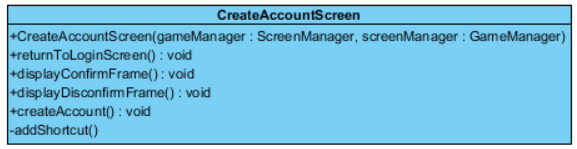 CreateAccountScreen
+CreateAccountScreen(gameManager : ScreenManager, screenManager : GameManager)
+returnToLoginScreen() : void
+displayConfirmFrame() : void
+displayDisconfirmFrame() : void
+createAccount() : void
-addShortcut()